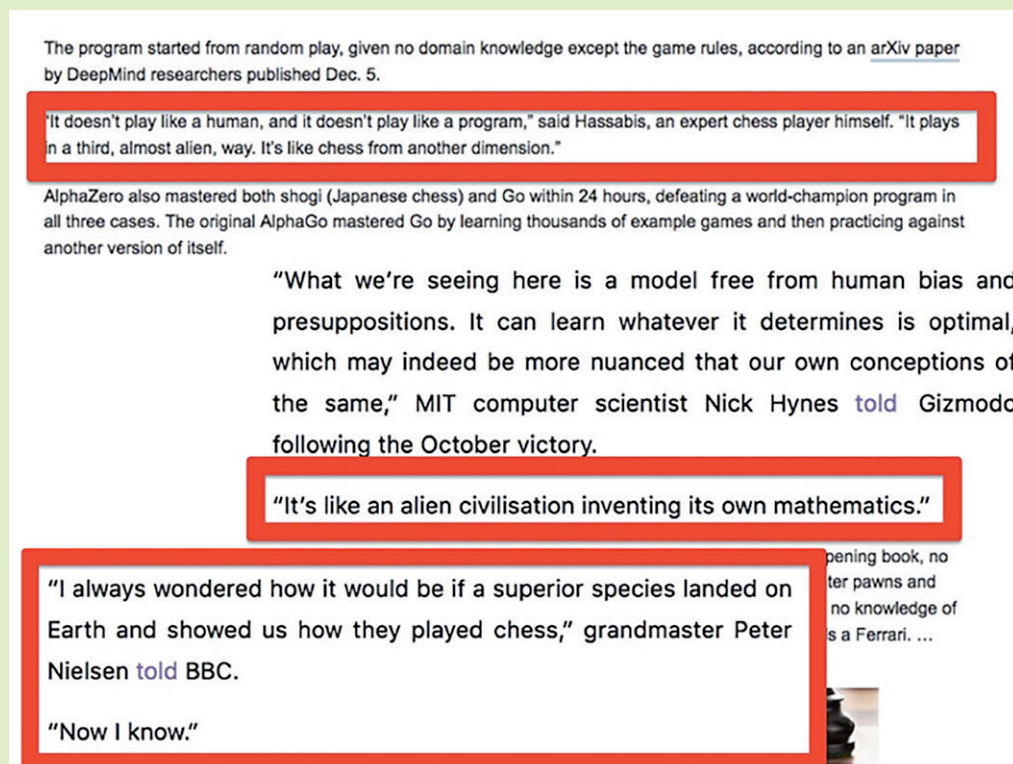 The program started from random play, given no domain knowledge except the game rules, according to an arXiv paper
by DeepMind researchers published Dec. 5.
"It doesn't play like a human, and it doesn't play like a program,” said Hassabis, an expert chess player himself. “It plays
in a third, almost alien, way. It's like chess from another dimension.”
AlphaZero also mastered both shogi (Japanese chess) and Go within 24 hours, defeating a world-champion program in
all three cases. The original AlphaGo mastered Go by learning thousands of example games and then practicing against
another version of itself.
“What we’re seeing here is a model free from human bias and
presuppositions. It can learn whatever it determines is optimal,
which may indeed be more nuanced that our own conceptions of
the same,” MIT computer scientist Nick Hynes told Gizmodo
following the October victory.
“It’s like an alien civilisation inventing its own mathematics.”
pening book, no
ter pawns and
no knowledge of
s a Ferrari. ...
“I always wondered how it would be if a superior species landed on
Earth and showed us how they played chess,” grandmaster Peter
Nielsen told BBC.
“Now I know.”